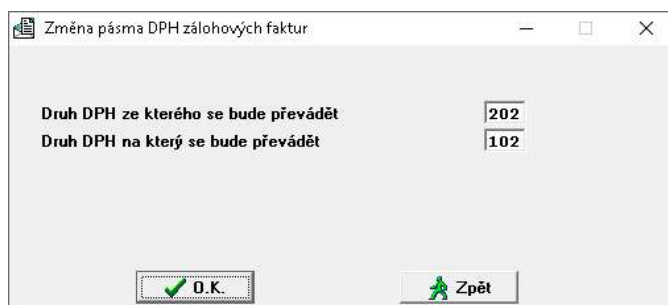 Změna pásma DPH zálohových faktur
Druh DPH ze kterého se bude převádět 202
Druh DPH na který se bude převádět 102
O.K. Zpět